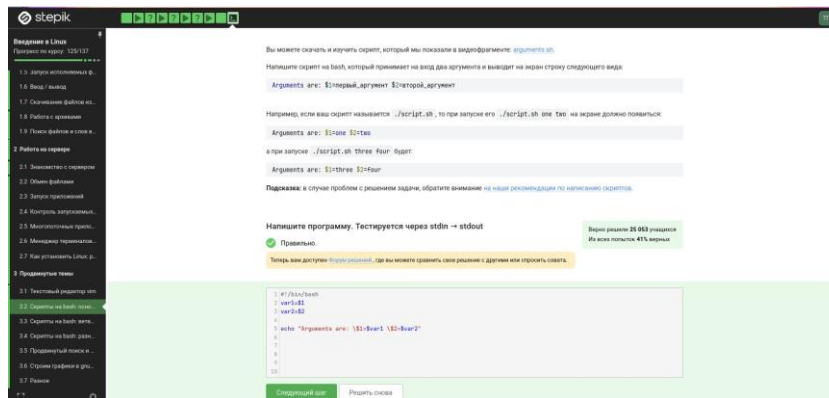 stepik
Введение в Linux
Прогресс по курсу: 125/137
1.5 Запуск исполняемых ф...
1.6 Ввод / вывод
1.7 Скачивание файлов из...
1.8 Работа с архивами
1.9 Поиск файлов и слов в...
2 Работа на сервере
2.1 Знакомство с сервером
2.2 Обмен файлами
2.3 Запуск приложений
2.4 Контроль запускаемых...
2.5 Многопоточные прило...
2.6 Менеджер терминалов...
2.7 Как установить Linux: р...
3 Продвинутые темы
3.1 Текстовый редактор vim
3.2 Скрипты на bash: осно...
3.3 Скрипты на bash: ветв...
3.4 Скрипты на bash: разн...
3.5 Продвинутый поиск и ...
3.6 Строим графики в gnu...
3.7 Разное
Вы можете скачать и изучить скрипт, который мы показали в видеофрагменте: arguments.sh.
Напишите скрипт на bash, который принимает на вход два аргумента и выводит на экран строку следующего вида:
Arguments are: $1=первый_аргумент $2=второй_аргумент
Например, если ваш скрипт называется ./script.sh , то при запуске его ./script.sh one two на экране должно появиться:
Arguments are: $1=one $2=two
а при запуске ./script.sh three four будет:
Arguments are: $1=three $2=four
Подсказка: в случае проблем с решением задачи, обратите внимание на наши рекомендации по написанию скриптов.
Напишите программу. Тестируется через stdin → stdout
Верно решили 25 053 учащихся
Из всех попыток 41% верных
Правильно.
Теперь вам доступен Форум решений, где вы можете сравнить свое решение с другими или спросить совета.
1 #!/bin/bash
2 var1=$1
3 var2=$2
4
5 echo "Arguments are: \$1=$var1 \$2=$var2"
6
7
8
9
10
Следующий шаг
Решить снова